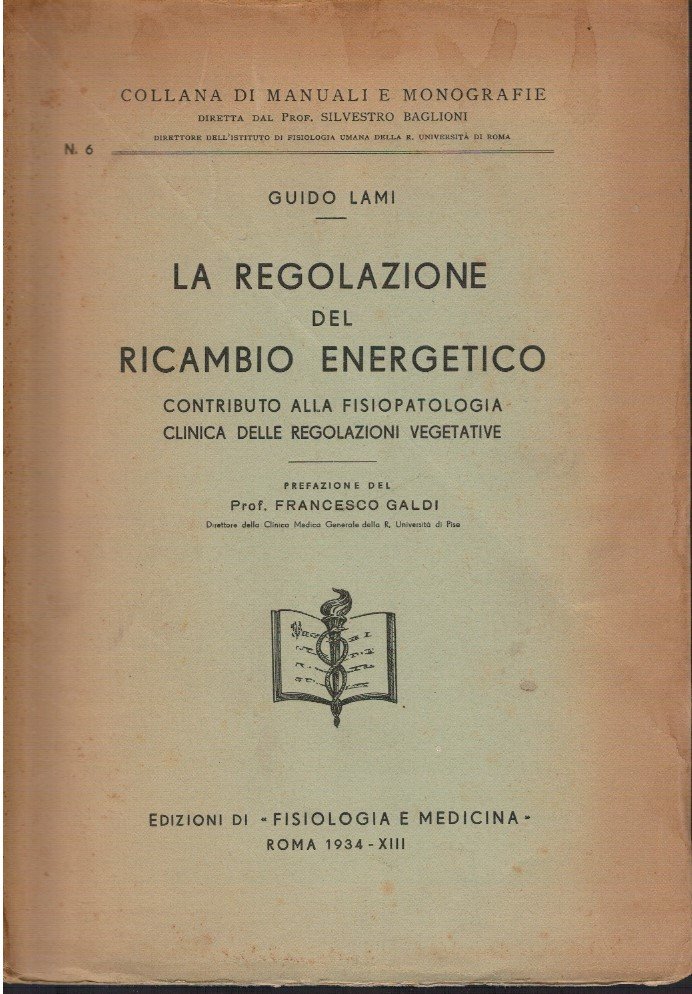 COLLANA DI MANUALI E MONOGRAFIE
DIRETTA DAL PROF. SILVESTRO BAGLIONI
DIRETTORE DELL'ISTITUTO DI FISIOLOGIA UMANA DELLA R. UNIVERSITÀ DI ROMA
N. 6
GUIDO LAMI
LA REGOLAZIONE
DEL
RICAMBIO ENERGETICO
CONTRIBUTO ALLA FISIOPATOLOGIA
CLINICA DELLE REGOLAZIONI VEGETATIVE
PREFAZIONE DEL
Prof. FRANCESCO GALDI
Direttore della Clinica Medica Generale della R. Università di Pisa
EDIZIONI DI «FISIOLOGIA E MEDICINA»
ROMA 1934-XIII